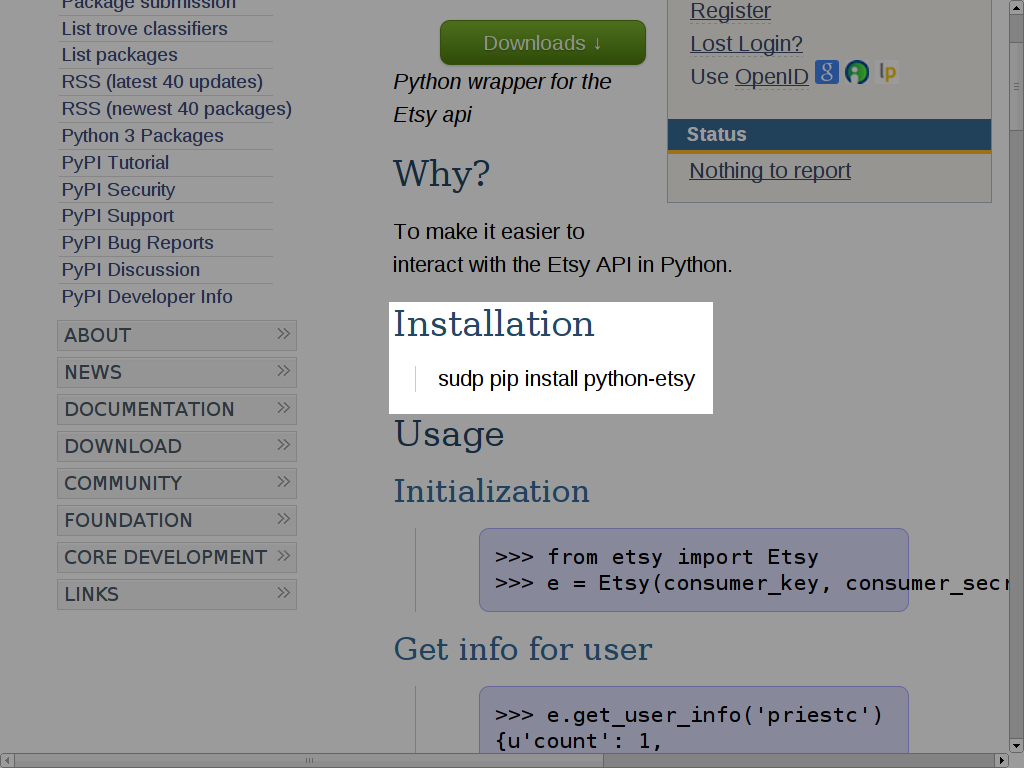 Package submission
List trove classifiers
List packages
RSS (latest 40 updates)
RSS (newest 40 packages)
Python 3 Packages
PyPI Tutorial
PyPI Security
PyPI Support
PyPI Bug Reports
PyPI Discussion
PyPI Developer Info
ABOUT »
NEWS »
DOCUMENTATION »
DOWNLOAD »
COMMUNITY »
FOUNDATION »
CORE DEVELOPMENT »
LINKS »
Downloads ↓
Python wrapper for the
Etsy api
Why?
To make it easier to
interact with the Etsy API in Python.
Installation
sudp pip install python-etsy
Usage
Initialization
>>> from etsy import Etsy
>>> e = Etsy(consumer_key, consumer_secr
Get info for user
>>> e.get_user_info('priestc')
{u'count': 1,
Register
Lost Login?
Use OpenID g lp
Status
Nothing to report